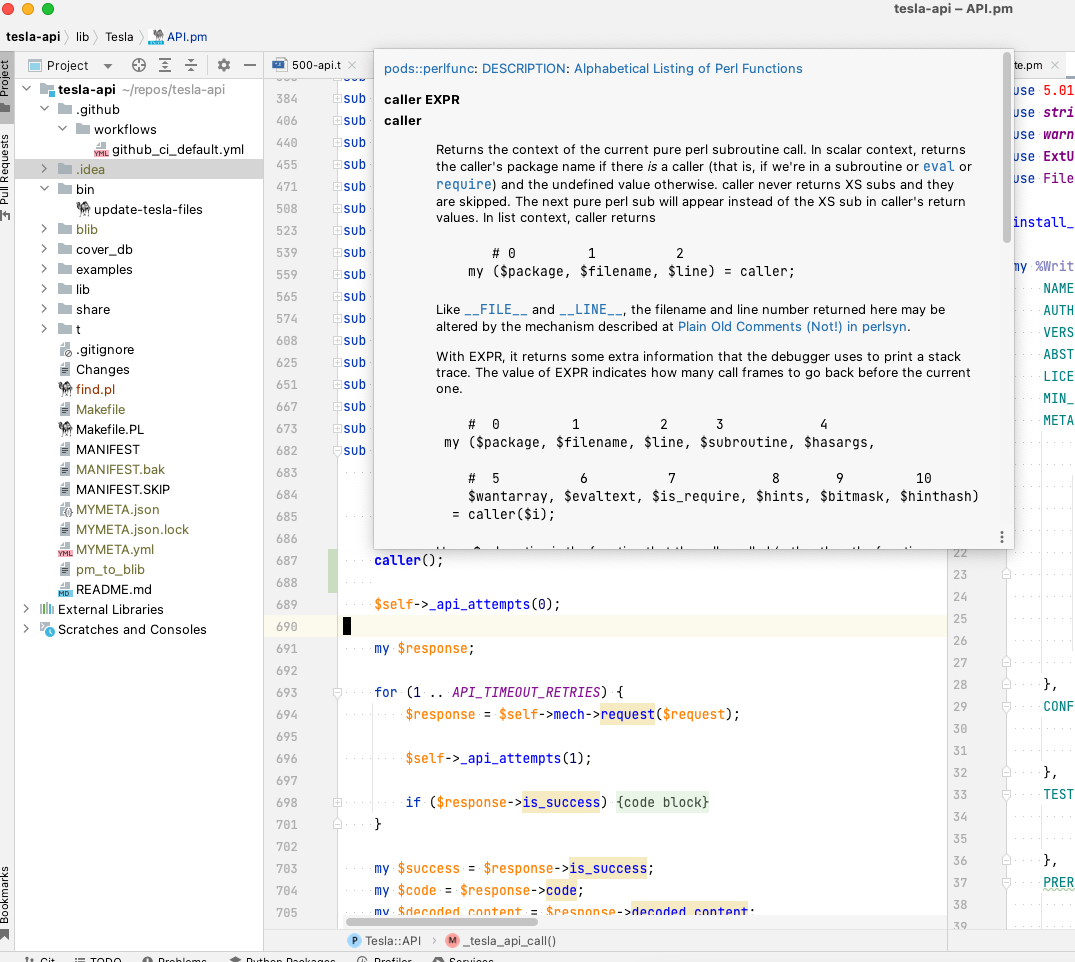 tesla-api – API.pm
tesla-api lib Tesla API.pm
Project
Pull Requests
Bookmarks
Project
tesla-api ~/repos/tesla-api
.github
workflows
github_ci_default.yml
.idea
bin
update-tesla-files
blib
cover_db
examples
lib
share
t
.gitignore
Changes
find.pl
Makefile
Makefile.PL
MANIFEST
MANIFEST.bak
MANIFEST.SKIP
MYMETA.json
MYMETA.json.lock
MYMETA.yml
pm_to_blib
README.md
External Libraries
Scratches and Consoles
500-api.t
384 sub
406 sub
440 sub
455 sub
471 sub
508 sub
523 sub
539 sub
559 sub
565 sub
574 sub
608 sub
625 sub
651 sub
667 sub
673 sub
682 sub
683
684
685
686
pods::perlfunc: DESCRIPTION: Alphabetical Listing of Perl Functions
caller EXPR
caller
Returns the context of the current pure perl subroutine call. In scalar context, returns
the caller's package name if there is a caller (that is, if we're in a subroutine or eval or
require) and the undefined value otherwise. caller never returns XS subs and they
are skipped. The next pure perl sub will appear instead of the XS sub in caller's return
values. In list context, caller returns
# 0 1 2
my ($package, $filename, $line) = caller;
Like __FILE__ and __LINE__, the filename and line number returned here may be
altered by the mechanism described at Plain Old Comments (Not!) in perlsyn.
With EXPR, it returns some extra information that the debugger uses to print a stack
trace. The value of EXPR indicates how many call frames to go back before the current
one.
# 0 1 2 3 4
my ($package, $filename, $line, $subroutine, $hasargs,
# 5 6 7 8 9 10
$wantarray, $evaltext, $is_require, $hints, $bitmask, $hinthash)
= caller($i);
687 caller();
688
689 $self->_api_attempts(0);
690
691 my $response;
692
693 for (1 .. API_TIMEOUT_RETRIES) {
694 $response = $self->mech->request($request);
695
696 $self->_api_attempts(1);
697
698 if ($response->is_success) {code block}
701 }
702
703 my $success = $response->is_success;
704 my $code = $response->code;
705 my $decoded_content = $response->decoded_content;
Tesla::API _tesla_api_call()
te.pm
use 5.01
use stri
use warn
use ExtU
use File
install_
my %Writ
NAME
AUTH
VERS
ABST
LICE
MIN_
META
22
23
24
25
26
27
28 },
29 CONF
30
31
32 },
33 TEST
34
35
36 },
37 PRER
38
39
Git TODO Problems Python Packages Profiler Services